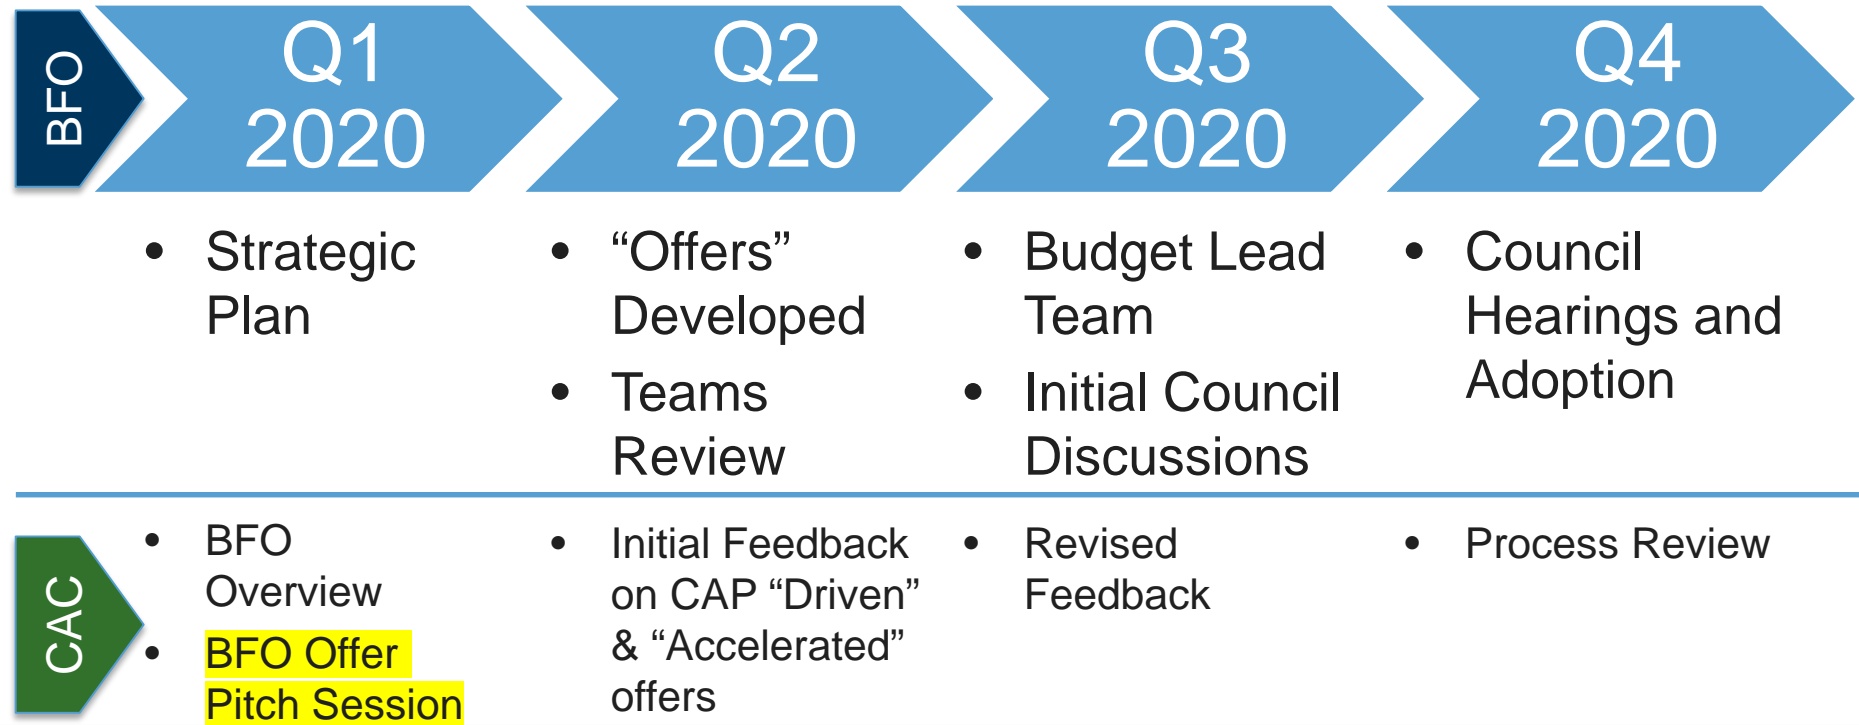 BFO
Q1
2020
Q2
2020
Q3
2020
Q4
2020
• Strategic
Plan
• “Offers”
Developed
• Teams
Review
• Budget Lead
Team
• Initial Council
Discussions
• Council
Hearings and
Adoption
CAC
• BFO
Overview
• BFO Offer
Pitch Session
• Initial Feedback
on CAP “Driven”
& “Accelerated”
offers
• Revised
Feedback
• Process Review